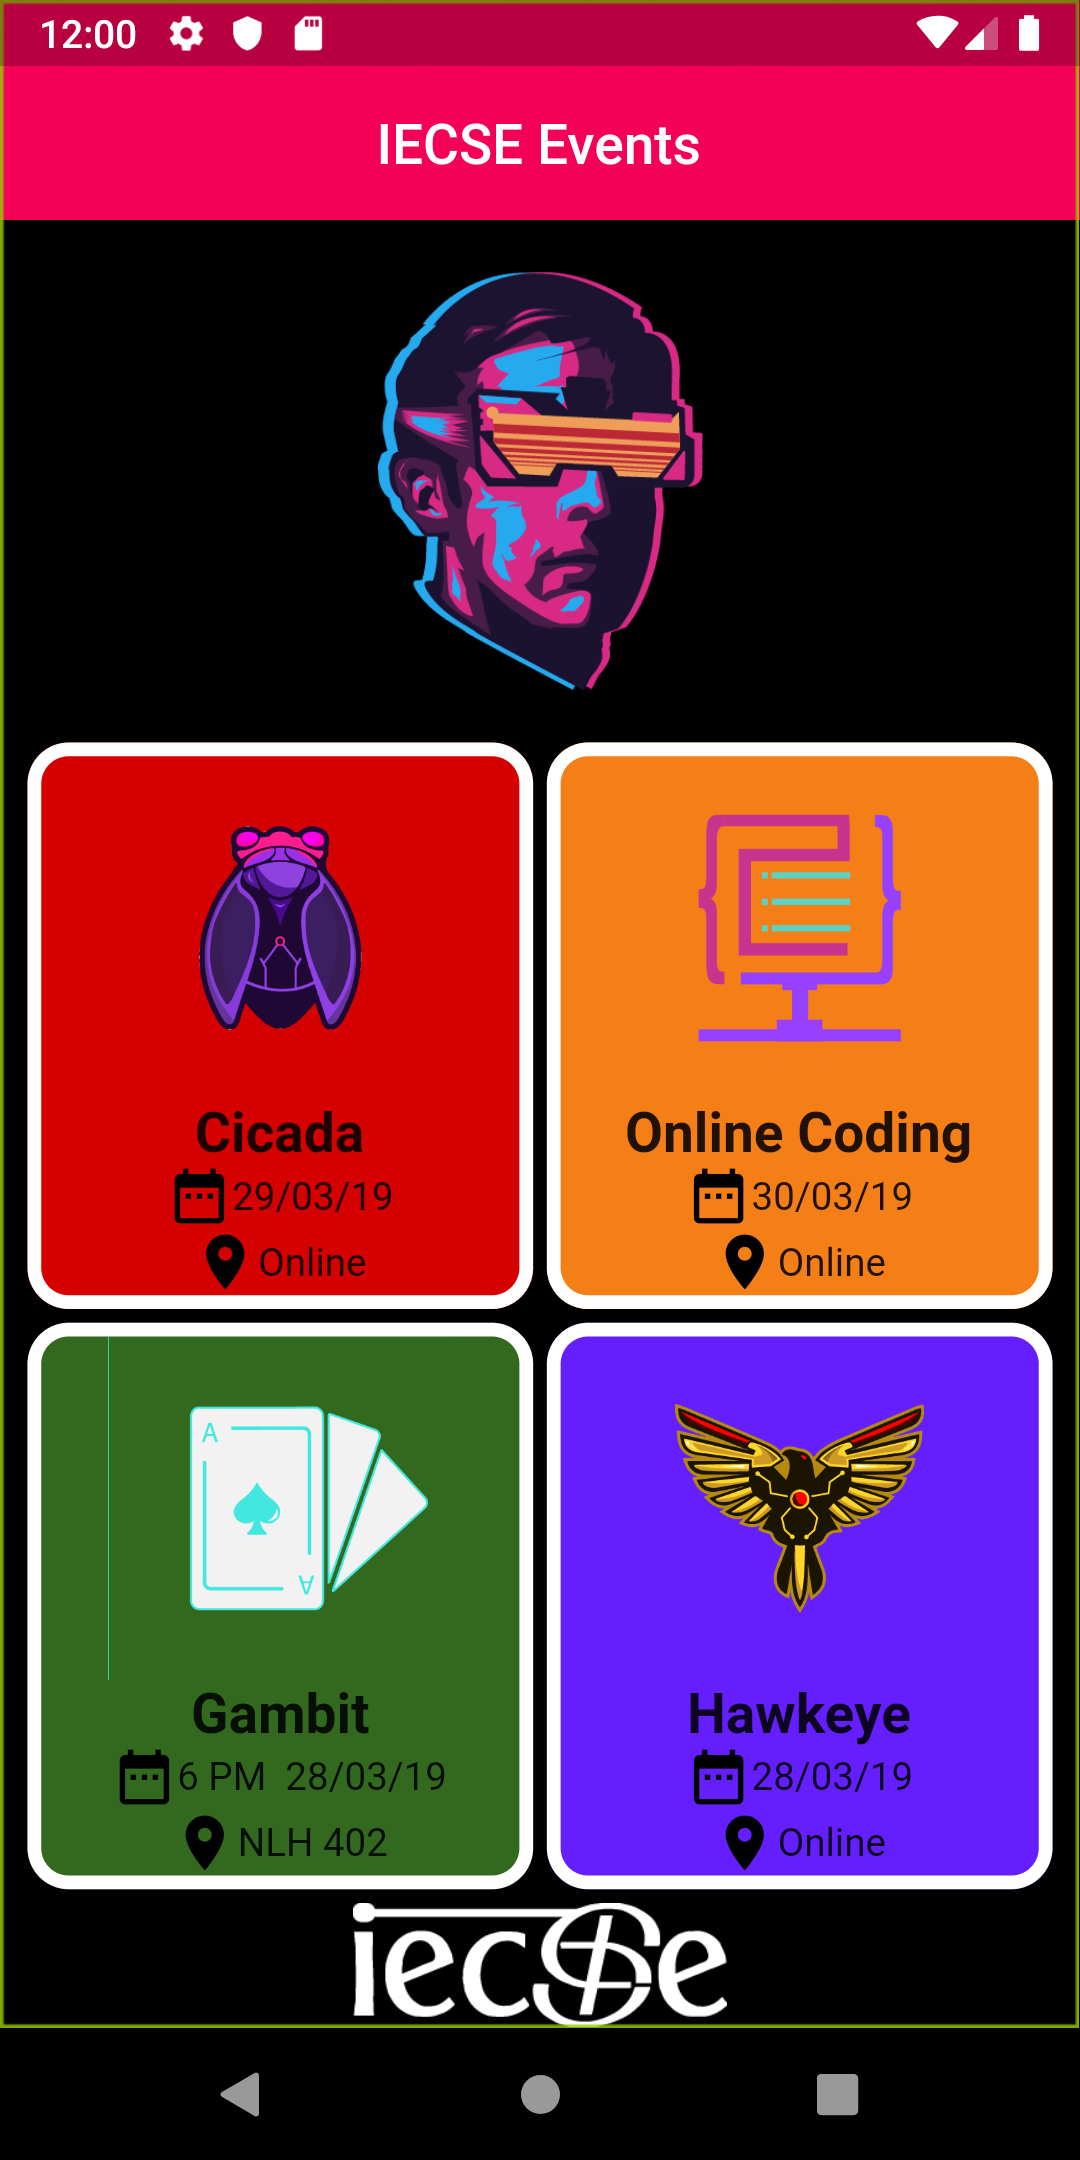 12:00
IECSE Events
Cicada
29/03/19
Online
Online Coding
30/03/19
Online
A
A
Gambit
6 PM  28/03/19
NLH 402
Hawkeye
28/03/19
Online
iecse